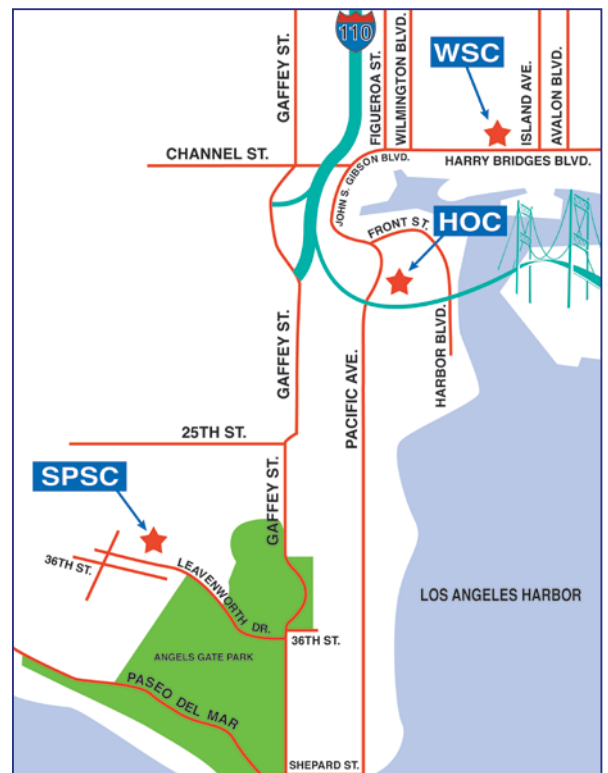 110
GAFFEY ST.
FIGUEROA ST.
WILMINGTON BLVD.
WSC
ISLAND AVE.
AVALON BLVD.
CHANNEL ST.
JOHN S. GIBSON BLVD.
HARRY BRIDGES BLVD.
FRONT ST.
HOC
GAFFEY ST.
PACIFIC AVE.
HARBOR BLVD.
25TH ST.
GAFFEY ST.
SPSC
36TH ST.
LEAVENWORTH DR.
36TH ST.
LOS ANGELES HARBOR
ANGELS GATE PARK
PASEO DEL MAR
SHEPARD ST.